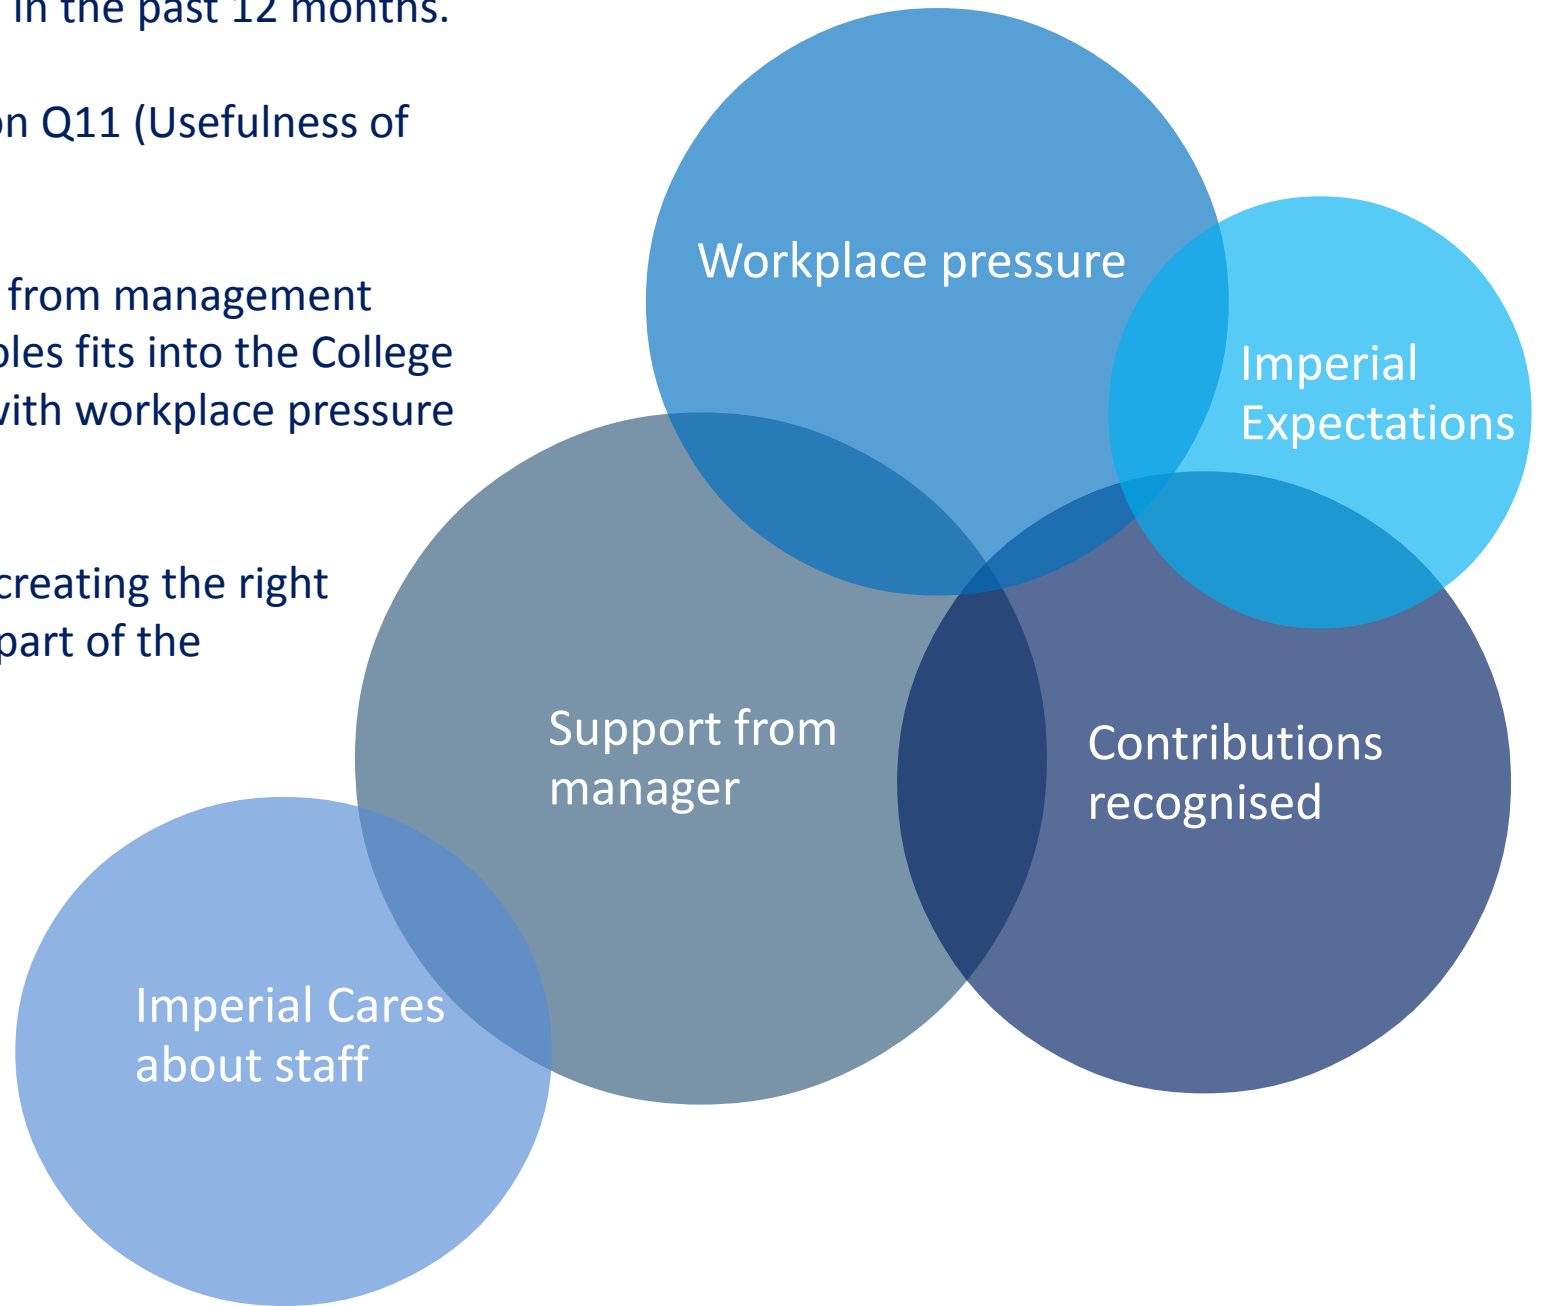 in the past 12 months.
on Q11 (Usefulness of
from management
ples fits into the College
with workplace pressure
creating the right
part of the
Workplace pressure
Imperial
Expectations
Support from
manager
Contributions
recognised
Imperial Cares
about staff